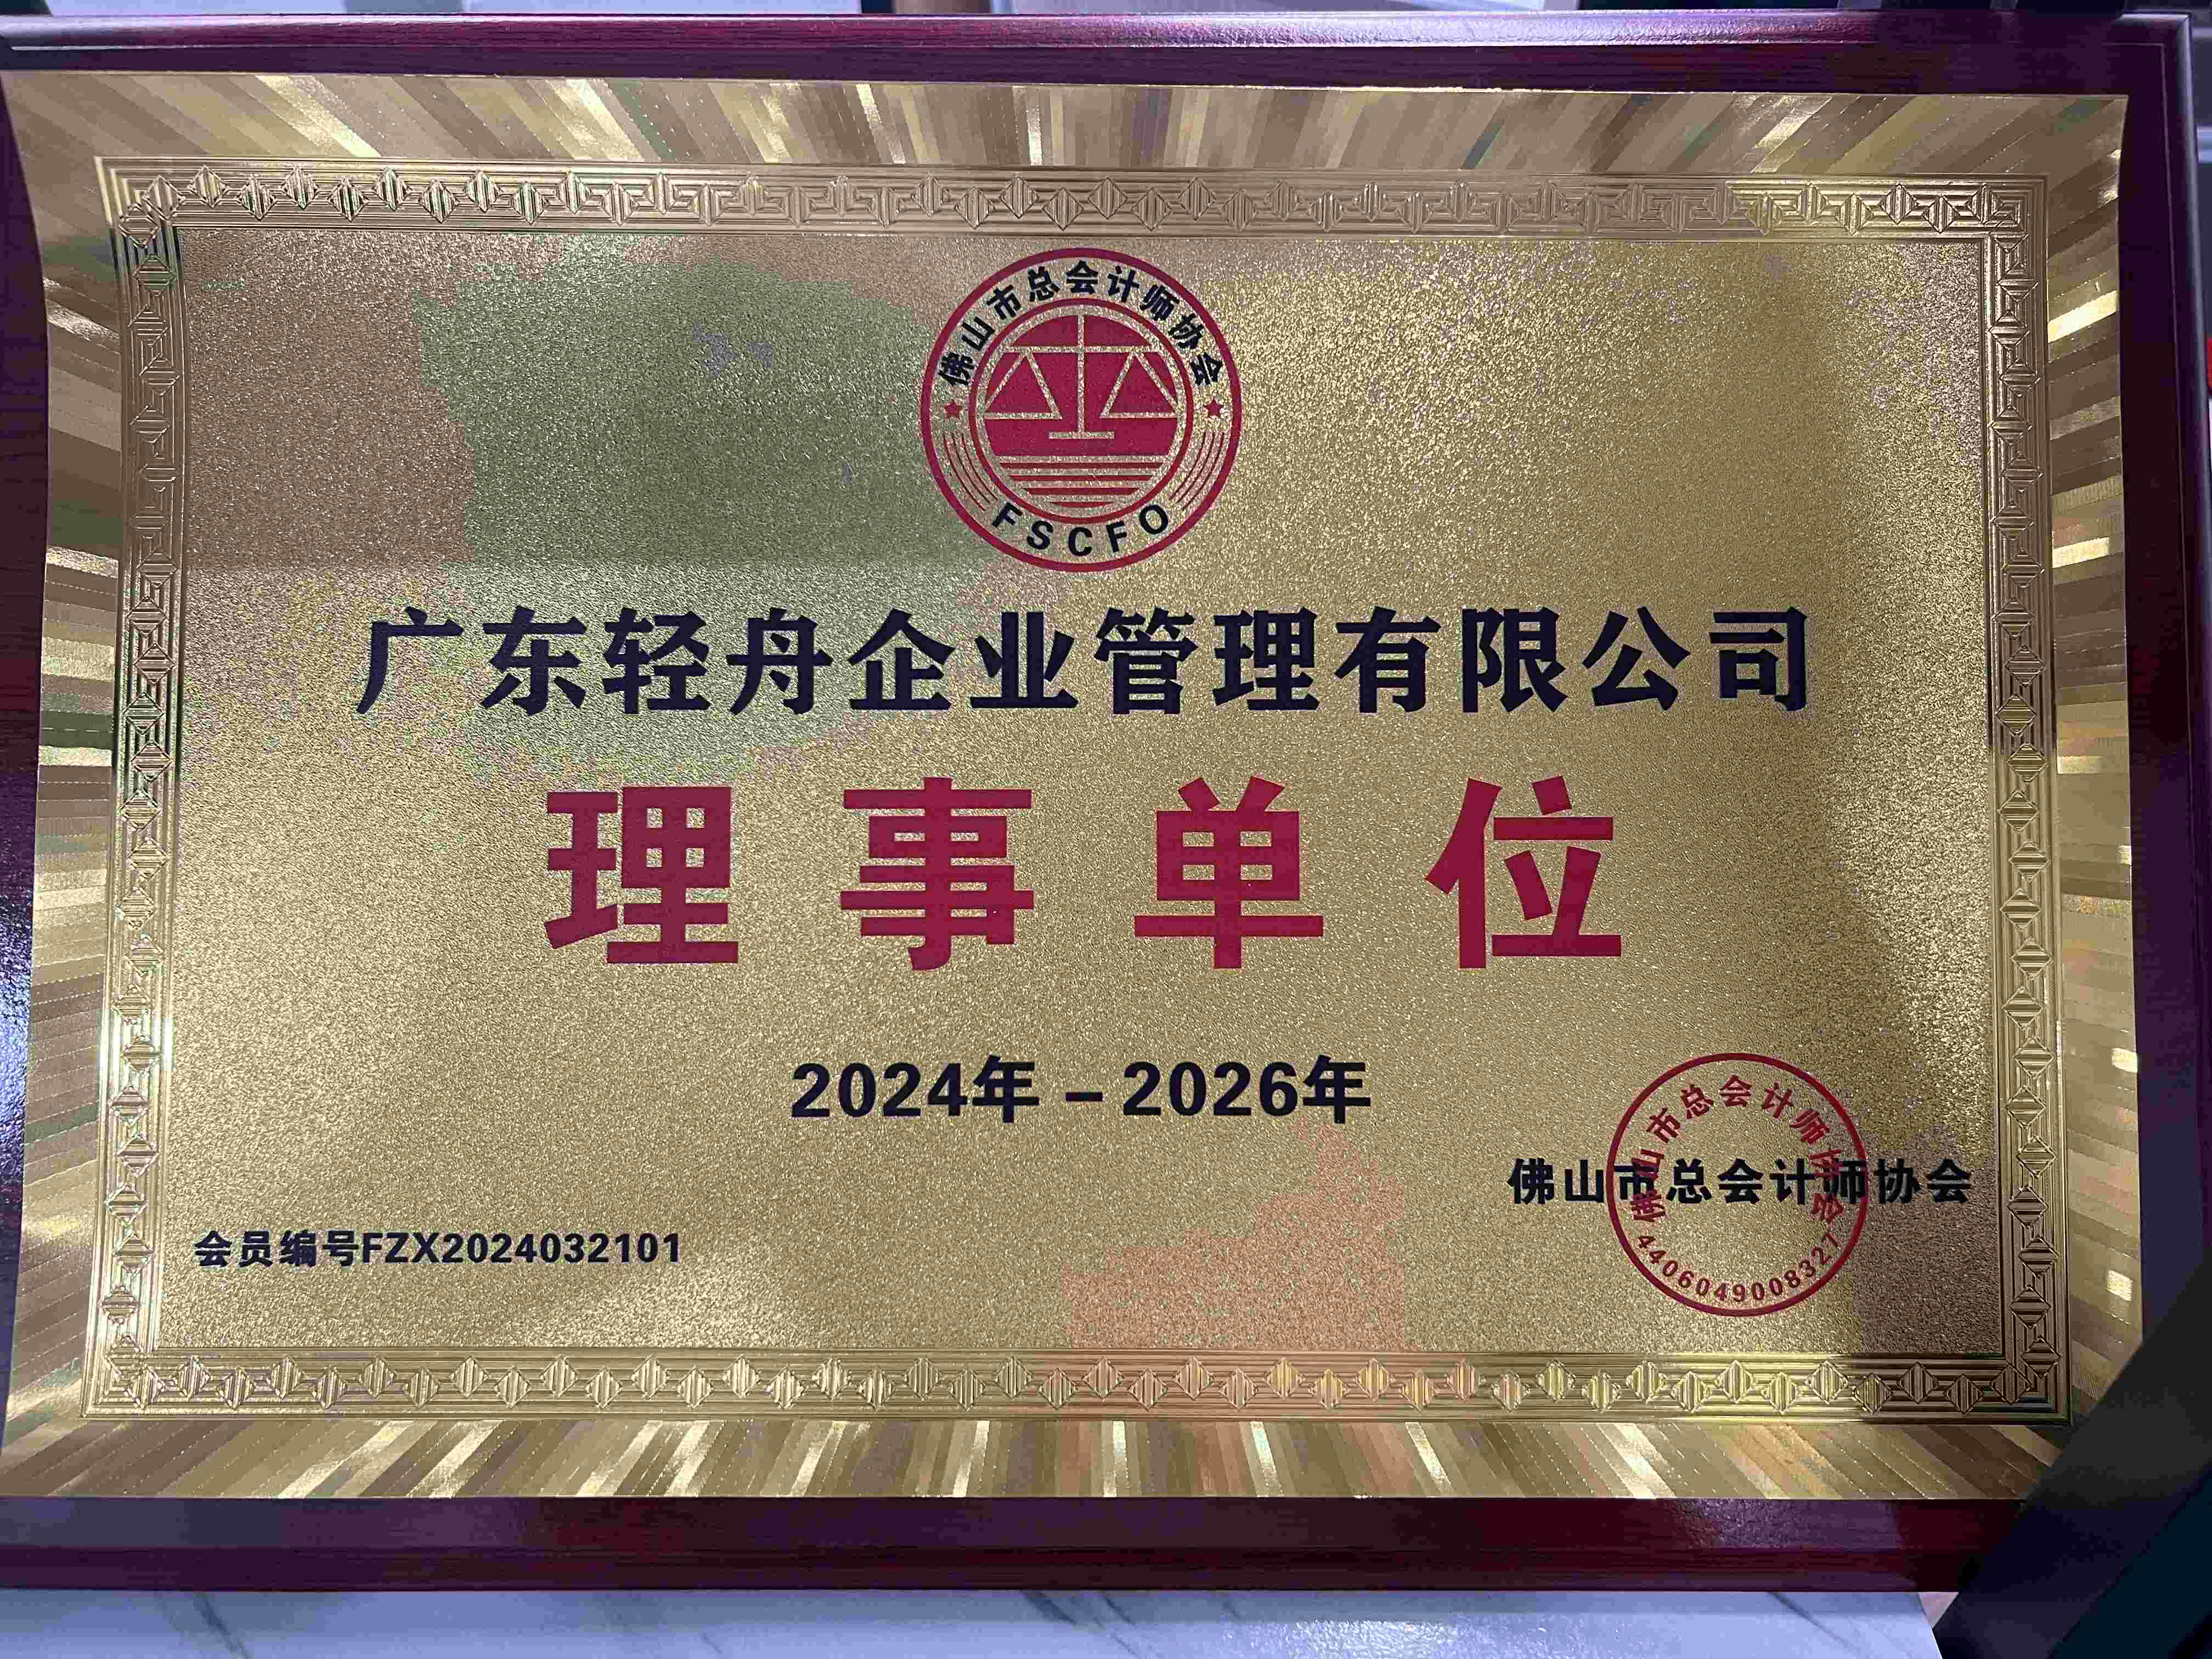 佛山市总会计师协会
FSCFO
广东轻舟企业管理有限公司
理事单位
2024年－2026年
佛山市总会计师协会
佛山市总会计师协会
4406049008327
会员编号FZX2024032101